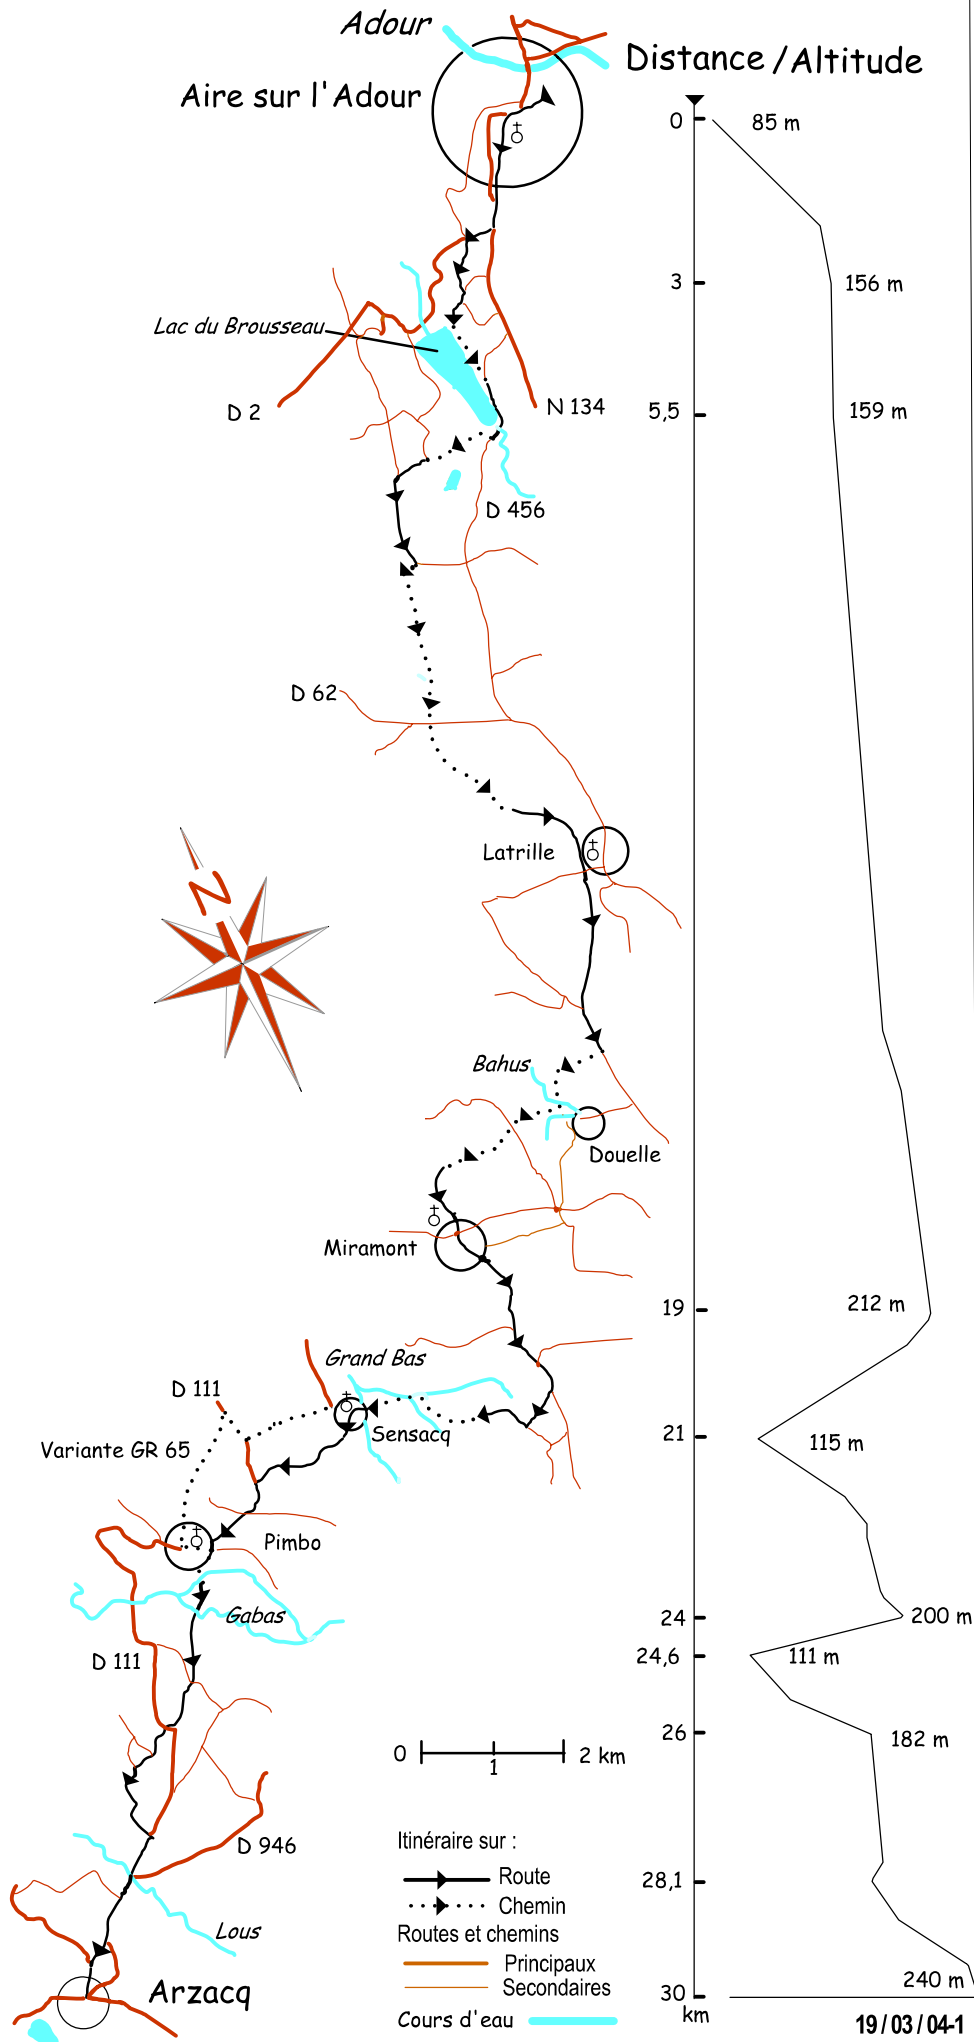 Adour
Distance / Altitude
Aire sur l'Adour
0
85 m
3
156 m
Lac du Brousseau
D 2
N 134
5,5
159 m
D 456
D 62
Latrille
N
Bahus
Douelle
Miramont
19
212 m
Grand Bas
D 111
Sensacq
21
115 m
Variante GR 65
Pimbo
Gabas
24
200 m
D 111
24,6
111 m
26
182 m
0
1
2 km
Itinéraire sur :
D 946
Route
28,1
Chemin
Lous
Routes et chemins
Principaux
240 m
Arzacq
Secondaires
30
km
Cours d'eau
19 / 03 / 04-1